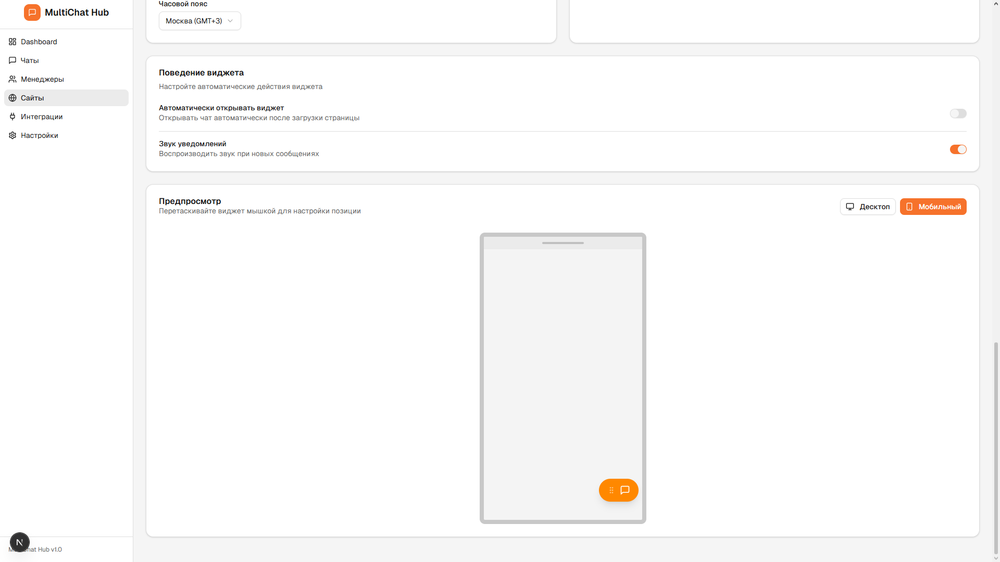 MultiChat Hub
Dashboard
Чаты
Менеджеры
Сайты
Интеграции
Настройки
Часовой пояс
Москва (GMT+3)
Поведение виджета
Настройте автоматические действия виджета
Автоматически открывать виджет
Открывать чат автоматически после загрузки страницы
Звук уведомлений
Воспроизводить звук при новых сообщениях
Предпросмотр
Перетаскивайте виджет мышкой для настройки позиции
Десктоп
Мобильный
N
hat Hub v1.0